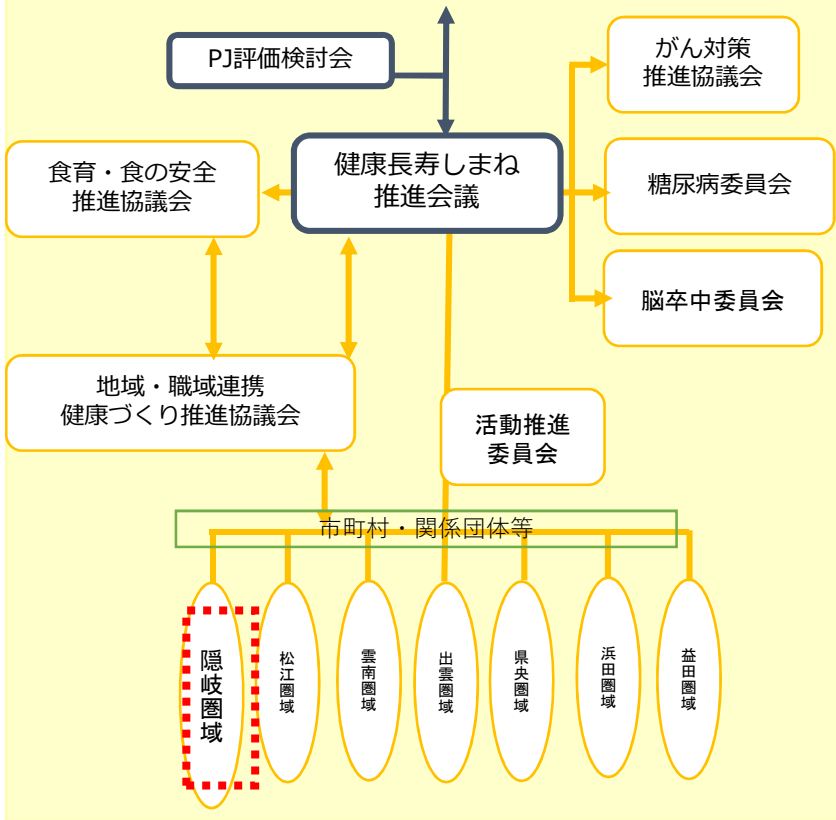 PJ評価検討会
がん対策
推進協議会
食育・食の安全
推進協議会
健康長寿しまね
推進会議
糖尿病委員会
脳卒中委員会
地域・職域連携
健康づくり推進協議会
活動推進
委員会
市町村・関係団体等
隠岐圏域
松江圏域
雲南圏域
出雲圏域
県央圏域
浜田圏域
益田圏域